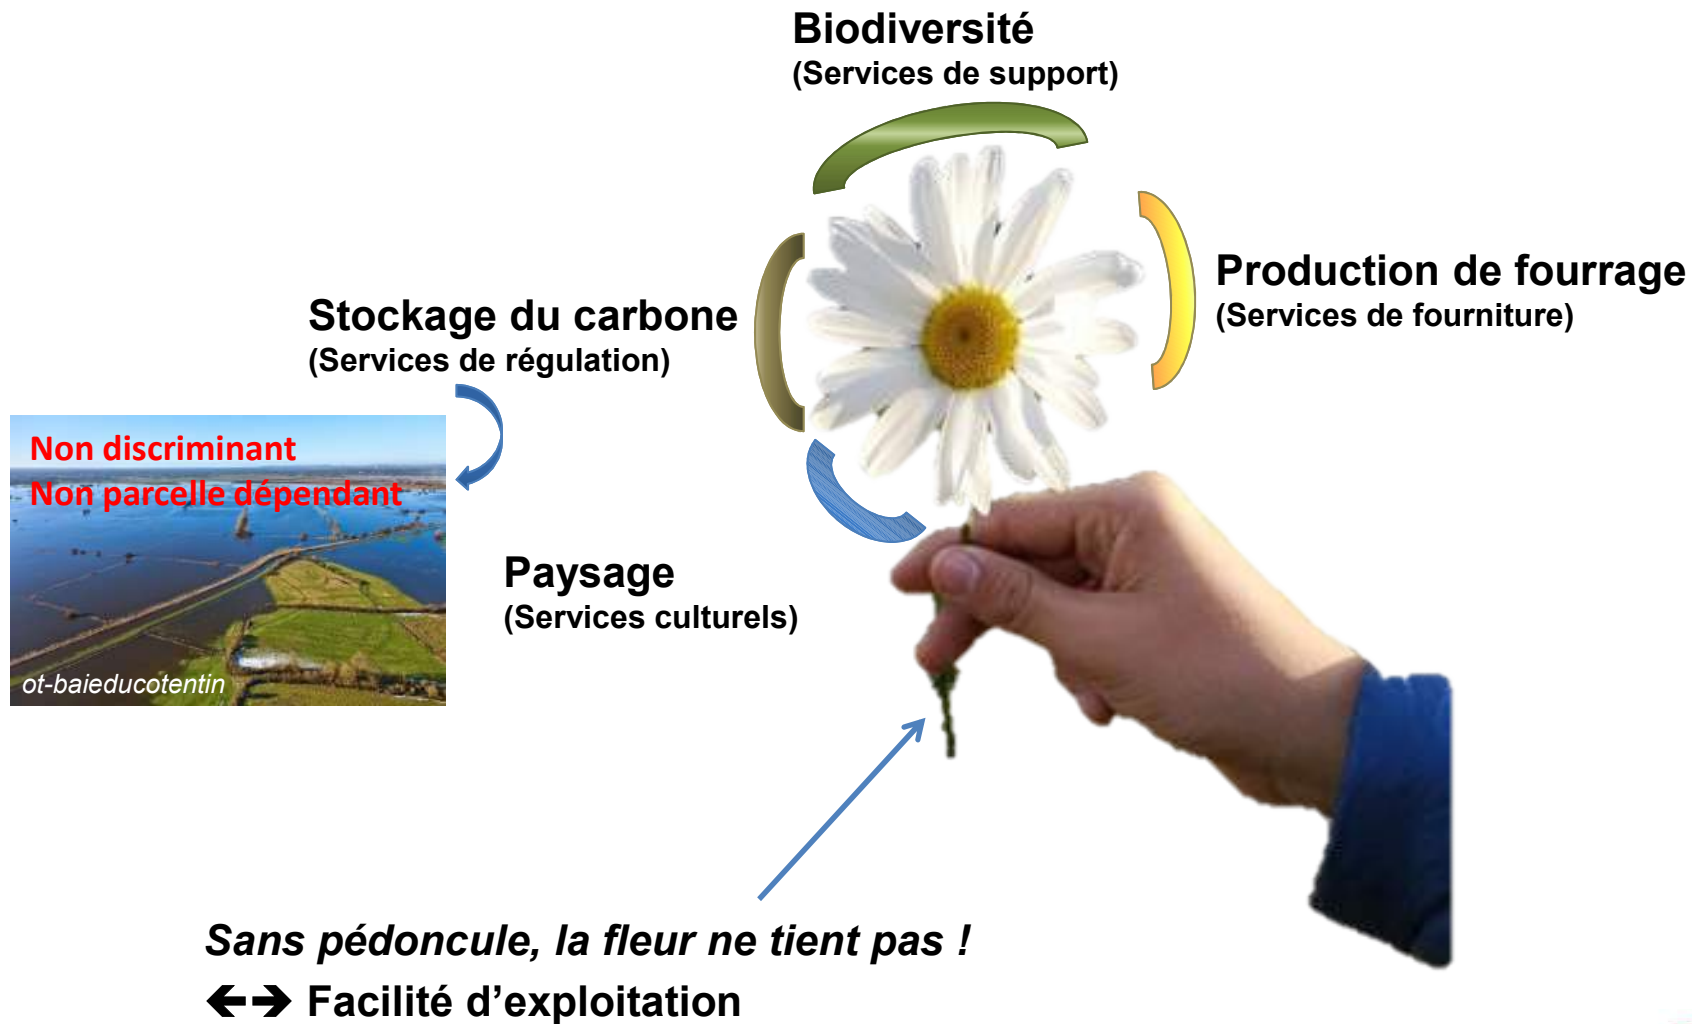 Biodiversité
(Services de support)
Production de fourrage
(Services de fourniture)
Stockage du carbone
(Services de régulation)
Non discriminant
Non parcelle dépendant
ot-baieducotentin
Paysage
(Services culturels)
Sans pédoncule, la fleur ne tient pas !
🡰🡲 Facilité d’exploitation